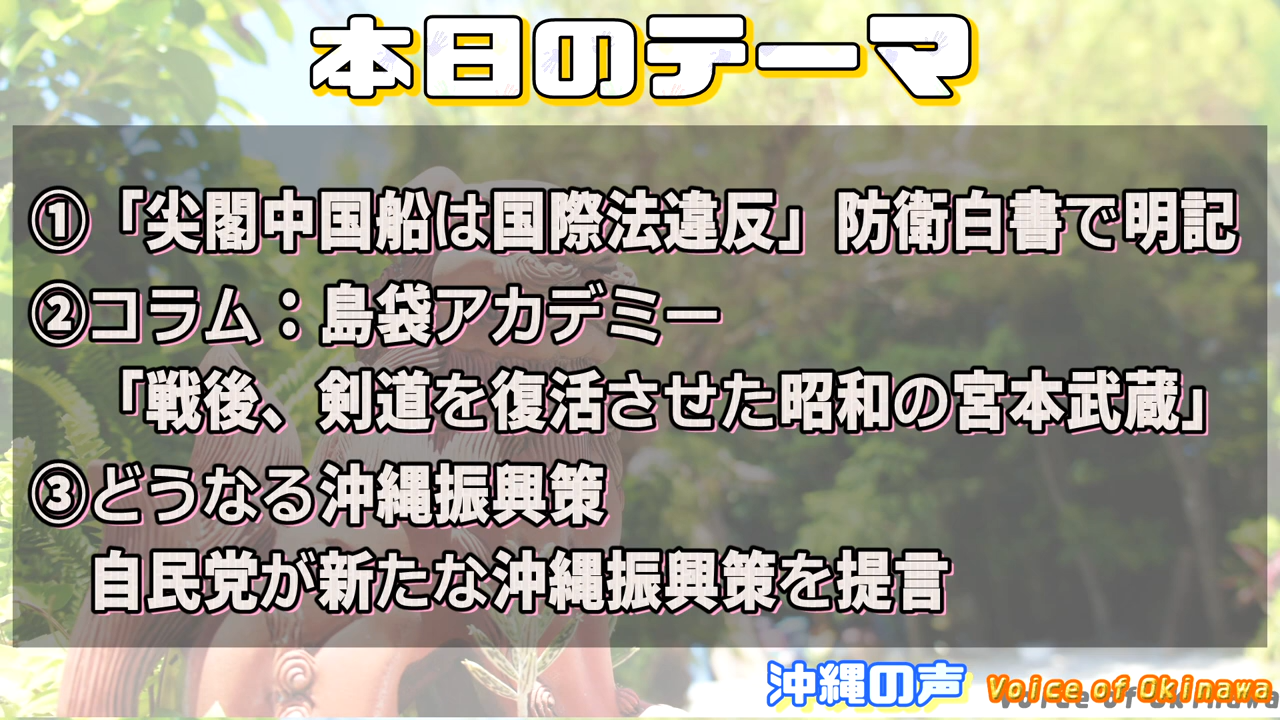 本日のテーマ
①「尖閣中国船は国際法違反」防衛白書で明記
②コラム：島袋アカデミー
「戦後、剣道を復活させた昭和の宮本武蔵」
③どうなる沖縄振興策
自民党が新たな沖縄振興策を提言
沖縄の声 Voice of Okinawa
Voice of Okinawa